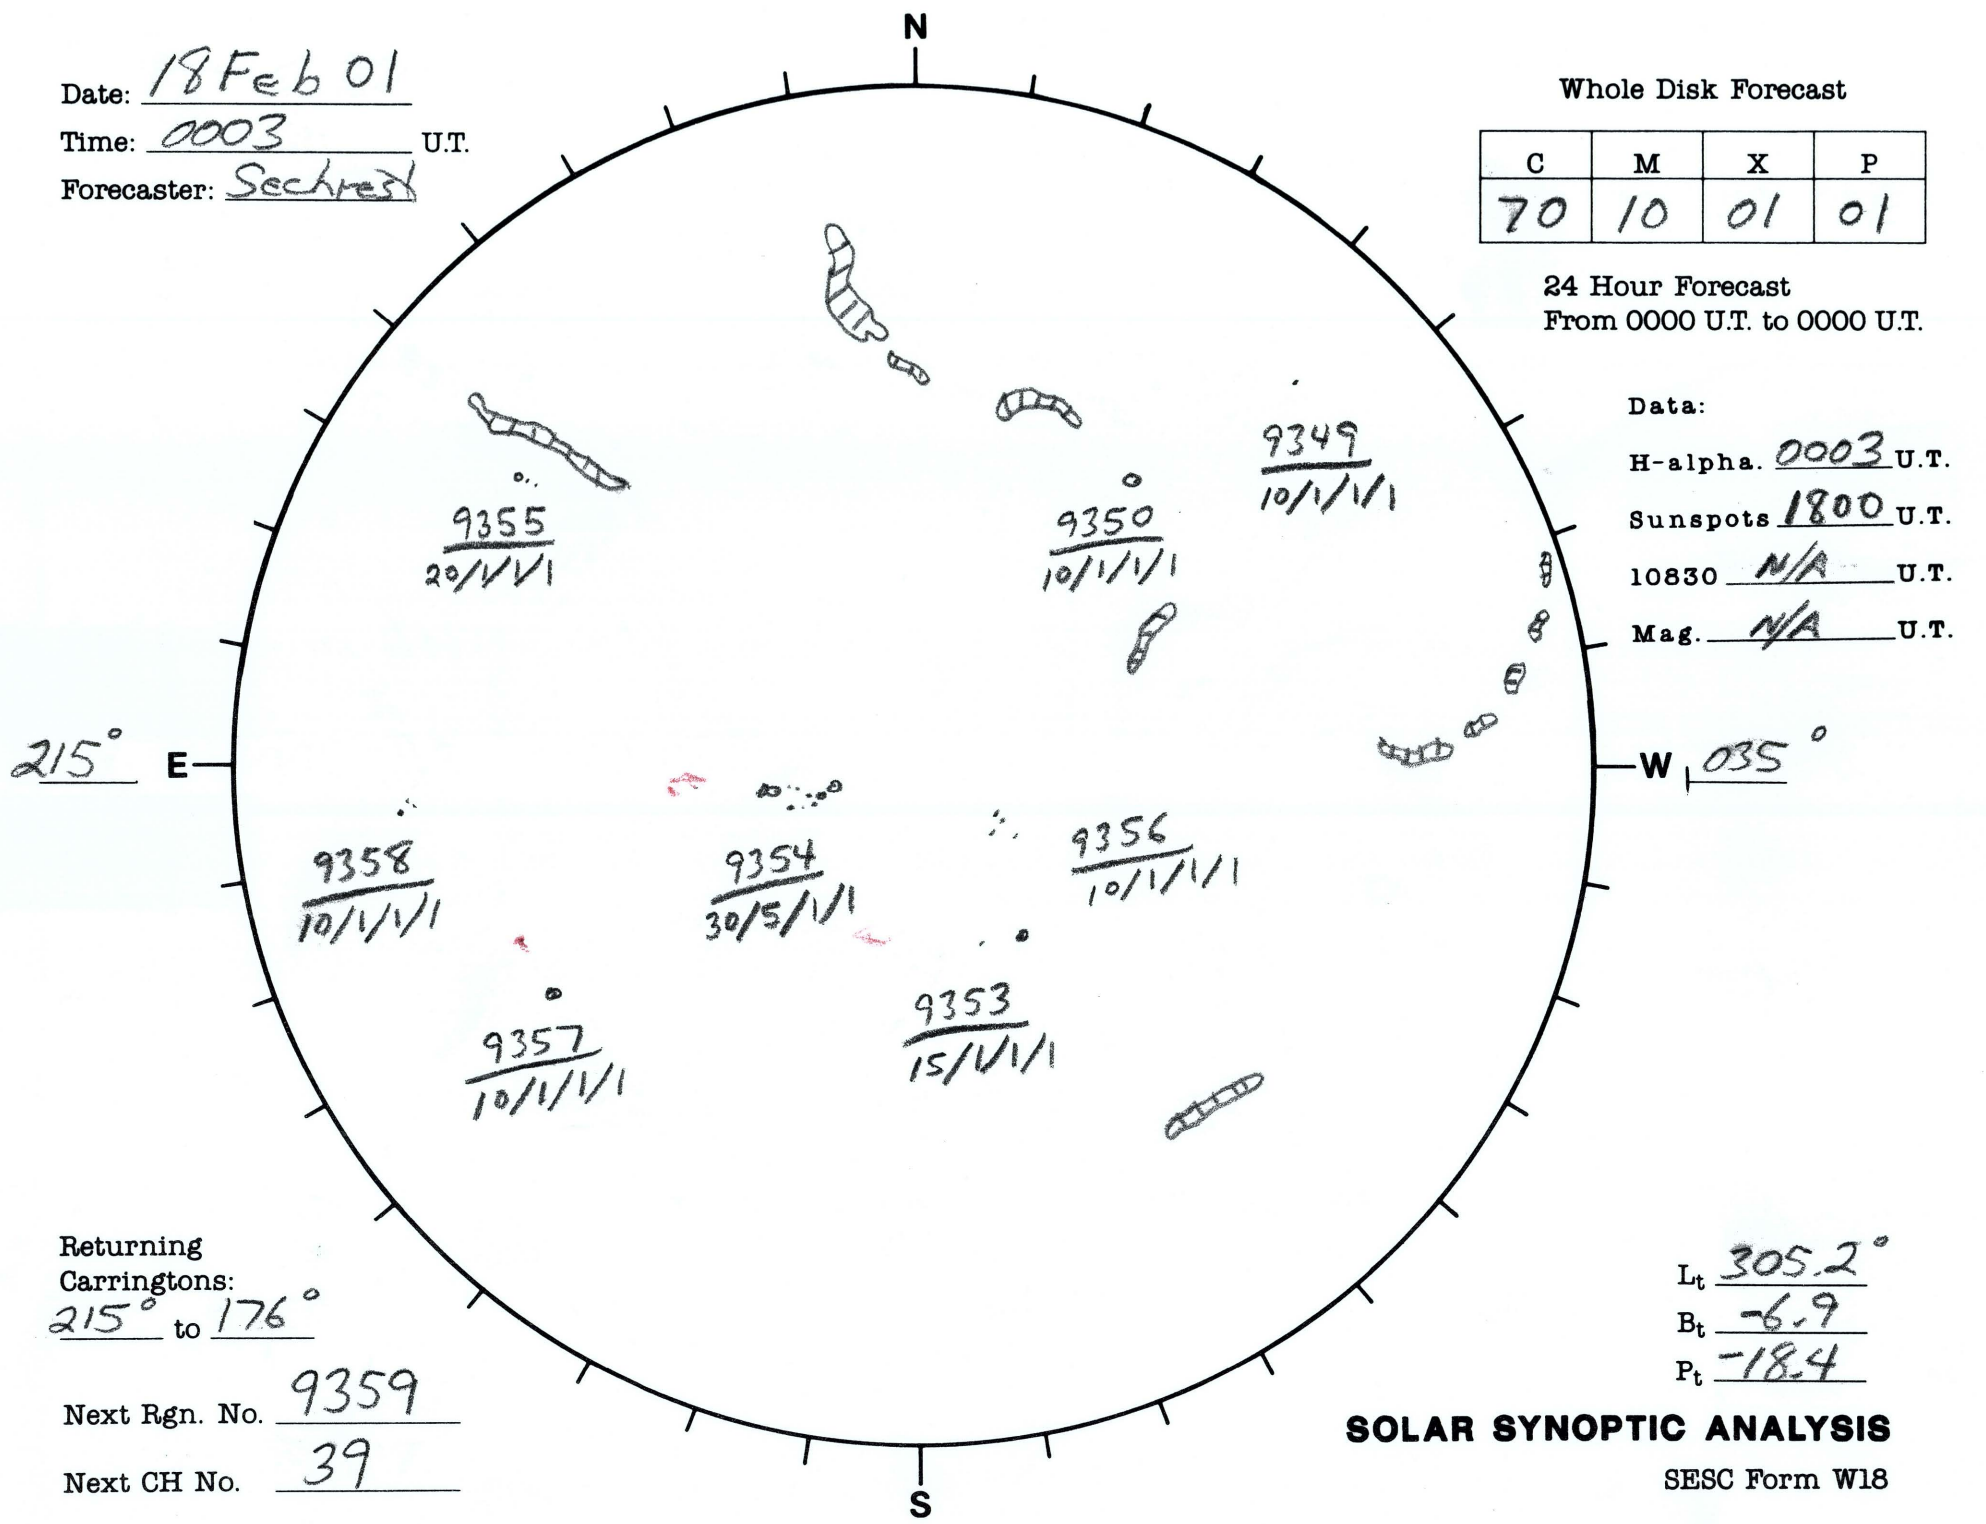 N
Date: 18 Feb 01
Time: 0003 U.T.
Forecaster: Sechrest
Whole Disk Forecast
C M X P
70 10 01 01
24 Hour Forecast
From 0000 U.T. to 0000 U.T.
Data:
H-alpha. 0003 U.T.
Sunspots 1800 U.T.
10830 N/A U.T.
Mag. N/A U.T.
9349
10/1/1/1
9355
20/1/1/1
9350
10/1/1/1
215° E
W 035°
9358
10/1/1/1
9354
30/5/1/1
9356
10/1/1/1
9357
10/1/1/1
9353
15/1/1/1
Returning
Carringtons:
215° to 176°
Next Rgn. No. 9359
Next CH No. 39
Lt 305.2°
Bt -6.9
Pt -18.4
SOLAR SYNOPTIC ANALYSIS
SESC Form W18
S